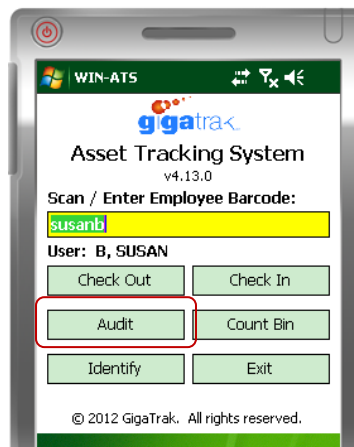 WIN-ATS
gigatrak
Asset Tracking System
v4.13.0
Scan / Enter Employee Barcode:
susanb
User: B, SUSAN
Check Out Check In
Audit Count Bin
Identify Exit
© 2012 GigaTrak. All rights reserved.